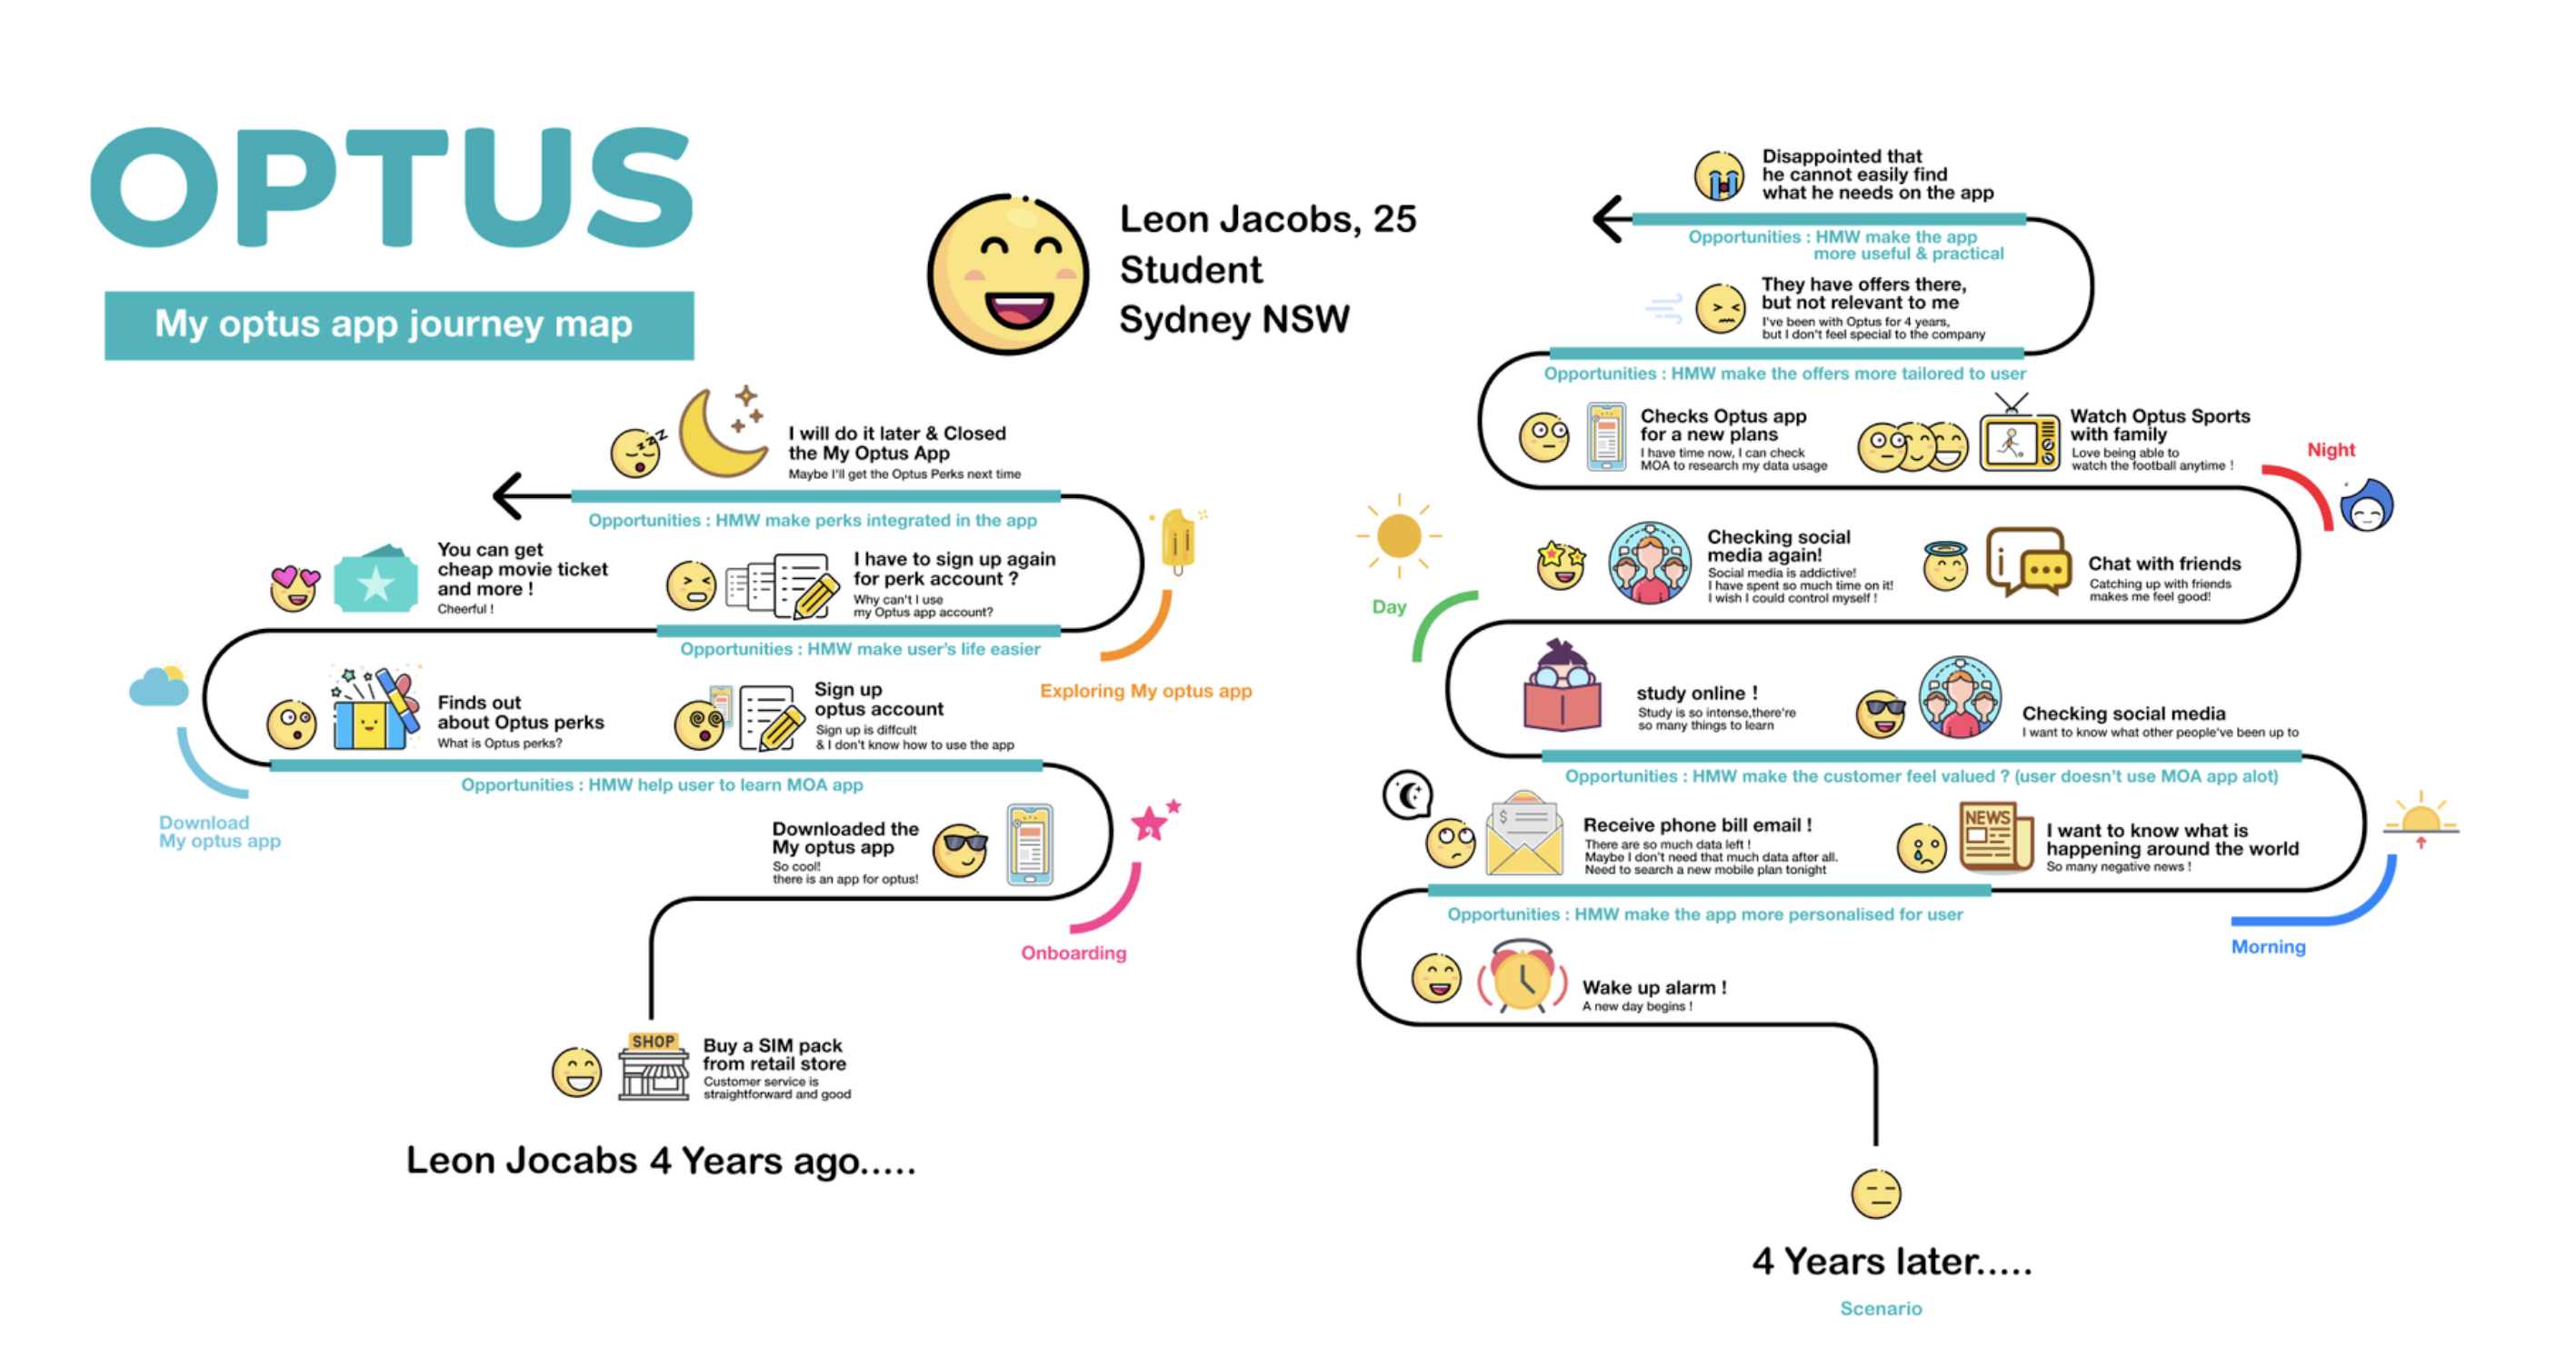 OPTUS
My optus app journey map
Leon Jacobs, 25
Student
Sydney NSW
I will do it later & Closed
the My Optus App
Maybe I'll get the Optus Perks next time
Opportunities : HMW make perks integrated in the app
You can get
cheap movie ticket
and more !
Cheerful !
I have to sign up again
for perk account ?
Why can't I use
my Optus app account?
Opportunities : HMW make user's life easier
Exploring My optus app
Finds out
about Optus perks
What is Optus perks?
Sign up
optus account
Sign up is diffcult
& I don't know how to use the app
Opportunities : HMW help user to learn MOA app
Download
My optus app
Downloaded the
My optus app
So cool!
there is an app for optus!
Onboarding
SHOP
Buy a SIM pack
from retail store
Customer service is
straightforward and good
Leon Jocabs 4 Years ago.....
Disappointed that
he cannot easily find
what he needs on the app
Opportunities : HMW make the app
more useful & practical
They have offers there,
but not relevant to me
I've been with Optus for 4 years,
but I don't feel special to the company
Opportunities : HMW make the offers more tailored to user
Checks Optus app
for a new plans
I have time now, I can check
MOA to research my data usage
Watch Optus Sports
with family
Love being able to
watch the football anytime !
Night
Checking social
media again!
Social media is addictive!
I have spent so much time on it!
I wish I could control myself !
Chat with friends
Catching up with friends
makes me feel good!
Day
study online !
Study is so intense,there're
so many things to learn
Checking social media
I want to know what other people've been up to
Opportunities : HMW make the customer feel valued ? (user doesn't use MOA app alot)
Receive phone bill email !
There are so much data left !
Maybe I don't need that much data after all.
Need to search a new mobile plan tonight
NEWS
I want to know what is
happening around the world
So many negative news !
Opportunities : HMW make the app more personalised for user
Morning
Wake up alarm !
A new day begins !
4 Years later.....
Scenario